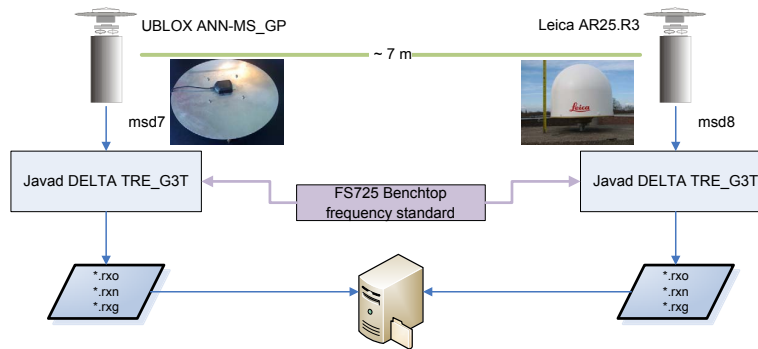 UBLOX ANN-MS_GP
Leica AR25.R3
~ 7 m
Leica
msd7
msd8
Javad DELTA TRE_G3T
FS725 Benchtop
frequency standard
Javad DELTA TRE_G3T
*.rxo
*.rxn
*.rxg
*.rxo
*.rxn
*.rxg